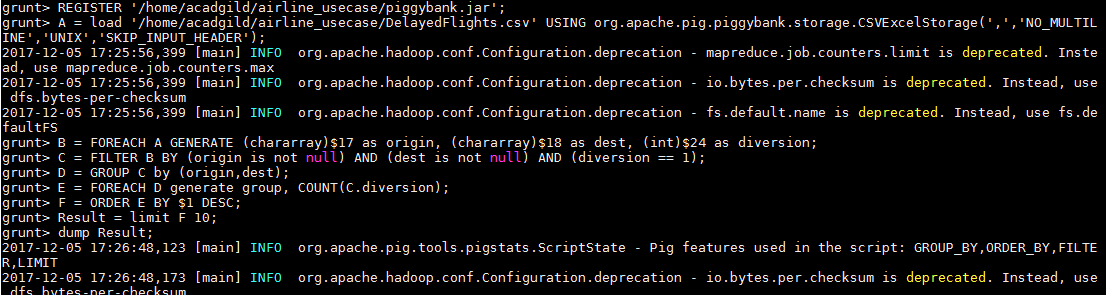 grunt> REGISTER '/home/acadgild/airline_usecase/piggybank.jar';
grunt> A = load '/home/acadgild/airline_usecase/DelayedFlights.csv' USING org.apache.pig.piggybank.storage.CSVExcelStorage(',','NO_MULTIL
INE','UNIX','SKIP_INPUT_HEADER');
2017-12-05 17:25:56,399 [main] INFO  org.apache.hadoop.conf.Configuration.deprecation - mapreduce.job.counters.limit is deprecated. Inste
ad, use mapreduce.job.counters.max
2017-12-05 17:25:56,399 [main] INFO  org.apache.hadoop.conf.Configuration.deprecation - io.bytes.per.checksum is deprecated. Instead, use
 dfs.bytes-per-checksum
2017-12-05 17:25:56,399 [main] INFO  org.apache.hadoop.conf.Configuration.deprecation - fs.default.name is deprecated. Instead, use fs.de
faultFS
grunt> B = FOREACH A GENERATE (chararray)$17 as origin, (chararray)$18 as dest, (int)$24 as diversion;
grunt> C = FILTER B BY (origin is not null) AND (dest is not null) AND (diversion == 1);
grunt> D = GROUP C by (origin,dest);
grunt> E = FOREACH D generate group, COUNT(C.diversion);
grunt> F = ORDER E BY $1 DESC;
grunt> Result = limit F 10;
grunt> dump Result;
2017-12-05 17:26:48,123 [main] INFO  org.apache.pig.tools.pigstats.ScriptState - Pig features used in the script: GROUP_BY,ORDER_BY,FILTE
R,LIMIT
2017-12-05 17:26:48,173 [main] INFO  org.apache.hadoop.conf.Configuration.deprecation - io.bytes.per.checksum is deprecated. Instead, use
 dfs.bytes-per-checksum